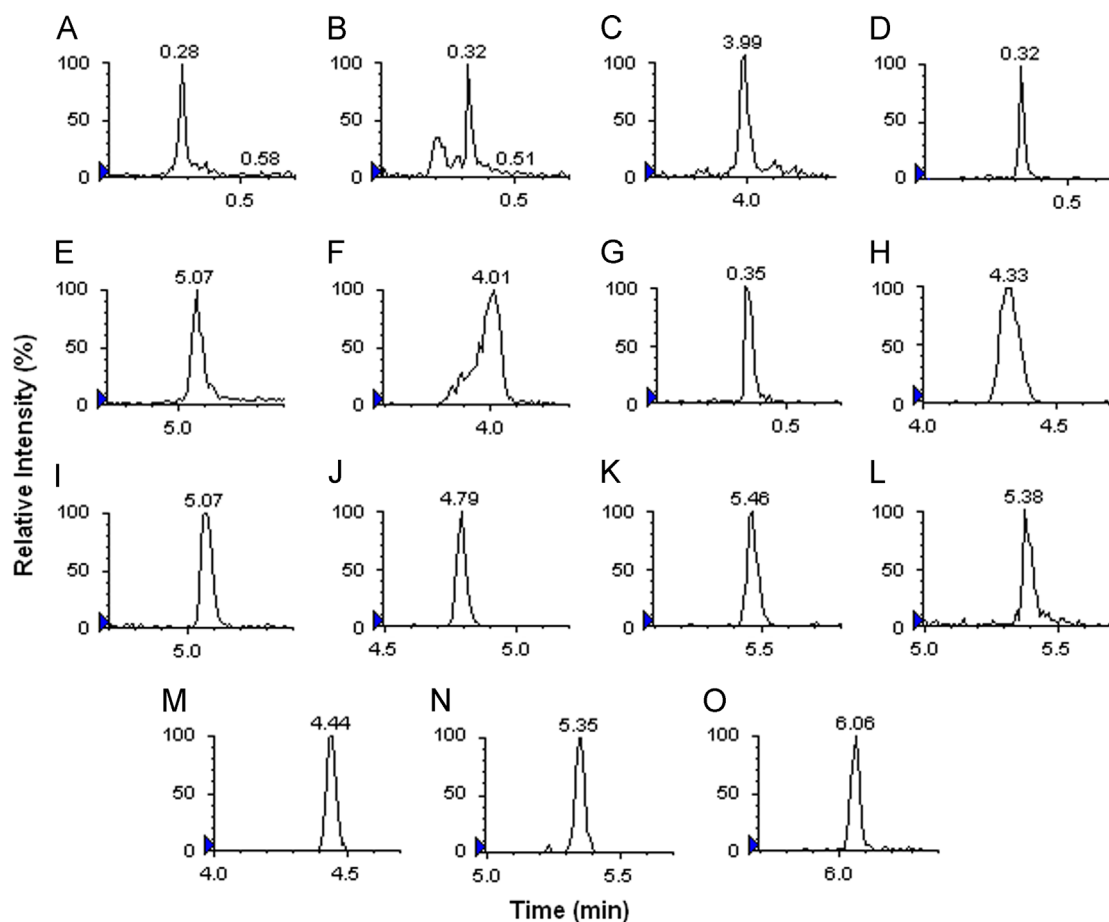 A B C D
0.28 0.32 3.99 0.32
100 100 100 100
50 0.58 50 0.51 50 50
0 0 0 0
0.5 0.5 4.0 0.5
E F G H
5.07 4.01 0.35 4.33
100 100 100 100
50 50 50 50
0 0 0 0
5.0 4.0 0.5 4.0 4.5
Relative Intensity (%)
I J K L
5.07 4.79 5.46 5.38
100 100 100 100
50 50 50 50
0 0 0 0
5.0 4.5 5.0 5.5 5.0 5.5
M N O
4.44 5.35 6.06
100 100 100
50 50 50
0 0 0
4.0 4.5 5.0 5.5 6.0
Time (min)